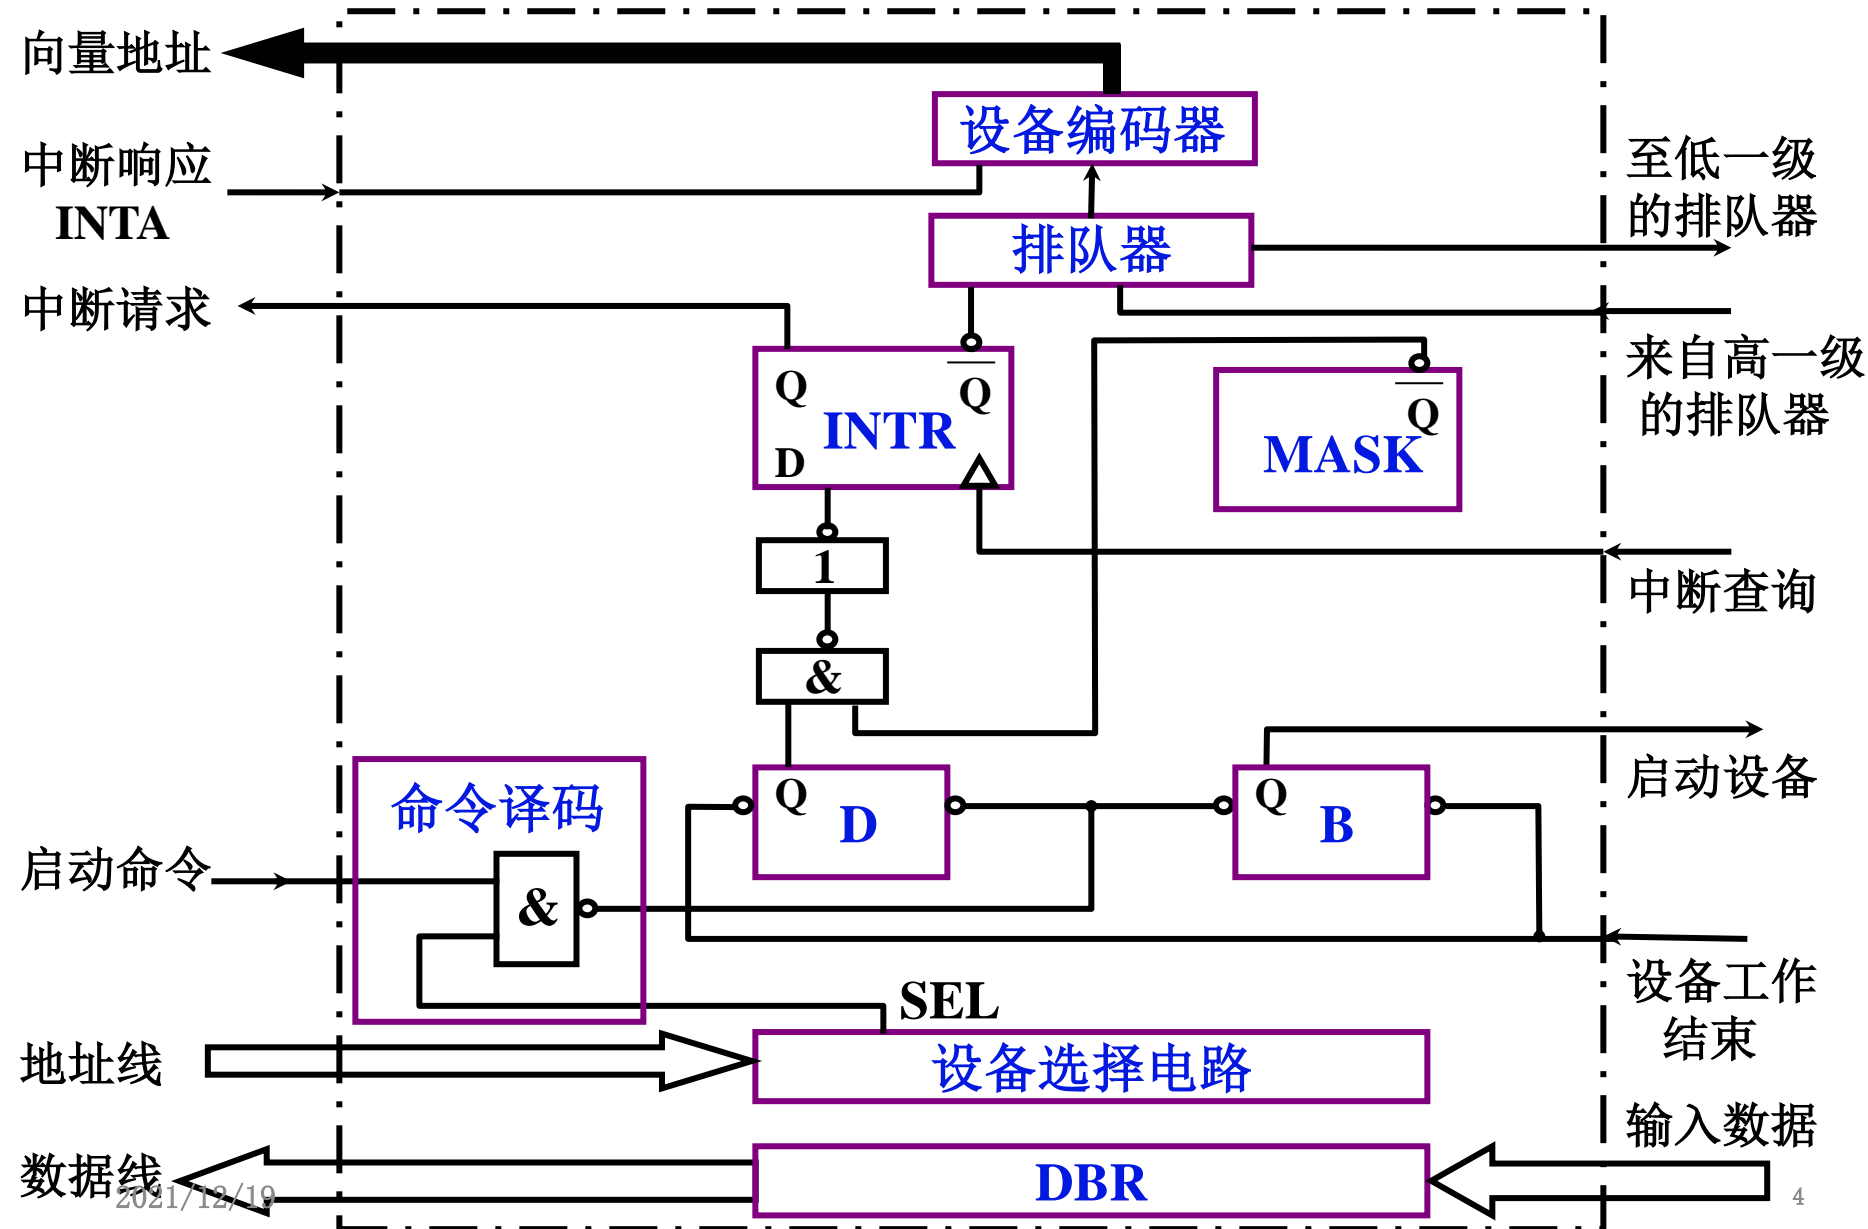 向量地址
设备编码器
中断响应
INTA
至低一级
的排队器
排队器
中断请求
来自高一级
的排队器
Q
Q
INTR
D
Q
MASK
1
中断查询
&
启动设备
命令译码
Q
D
Q
B
启动命令
&
设备工作
结束
SEL
地址线
设备选择电路
输入数据
数据线
DBR
2021/12/19
4